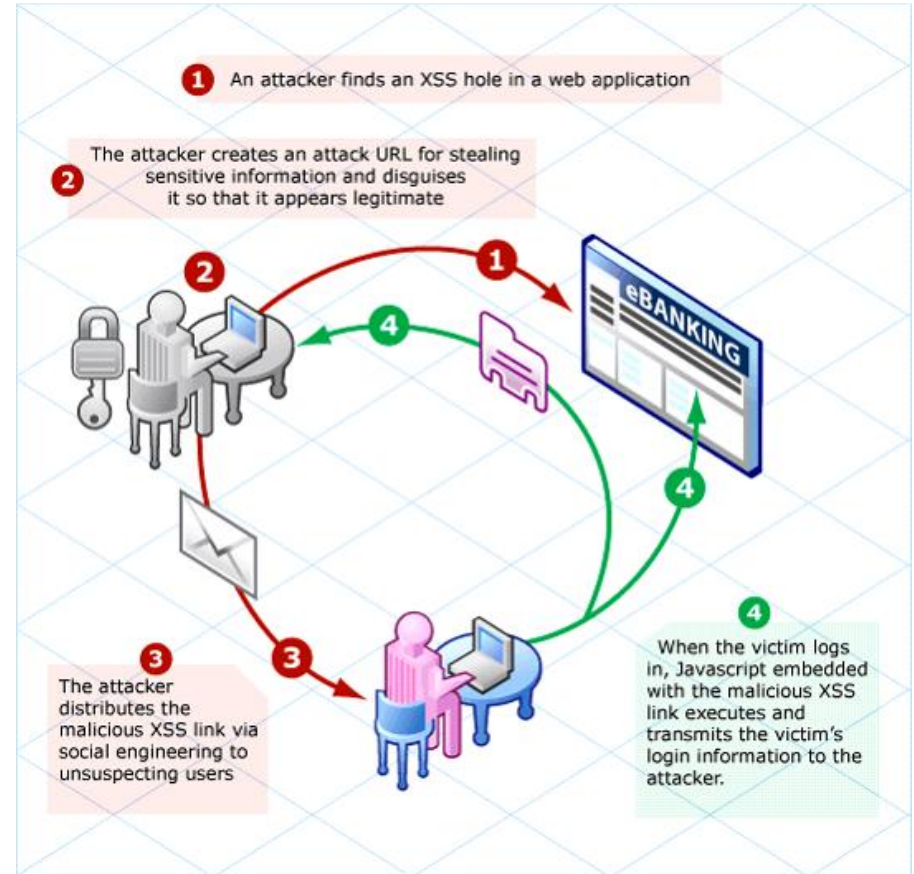 1 An attacker finds an XSS hole in a web application
The attacker creates an attack URL for stealing
2 sensitive information and disguises
it so that it appears legitimate
1
2
eBANKING
4
4
3
3
The attacker
distributes the
malicious XSS link via
social engineering to
unsuspecting users
4
When the victim logs
in, Javascript embedded
with the malicious XSS
link executes and
transmits the victim's
login information to the
attacker.